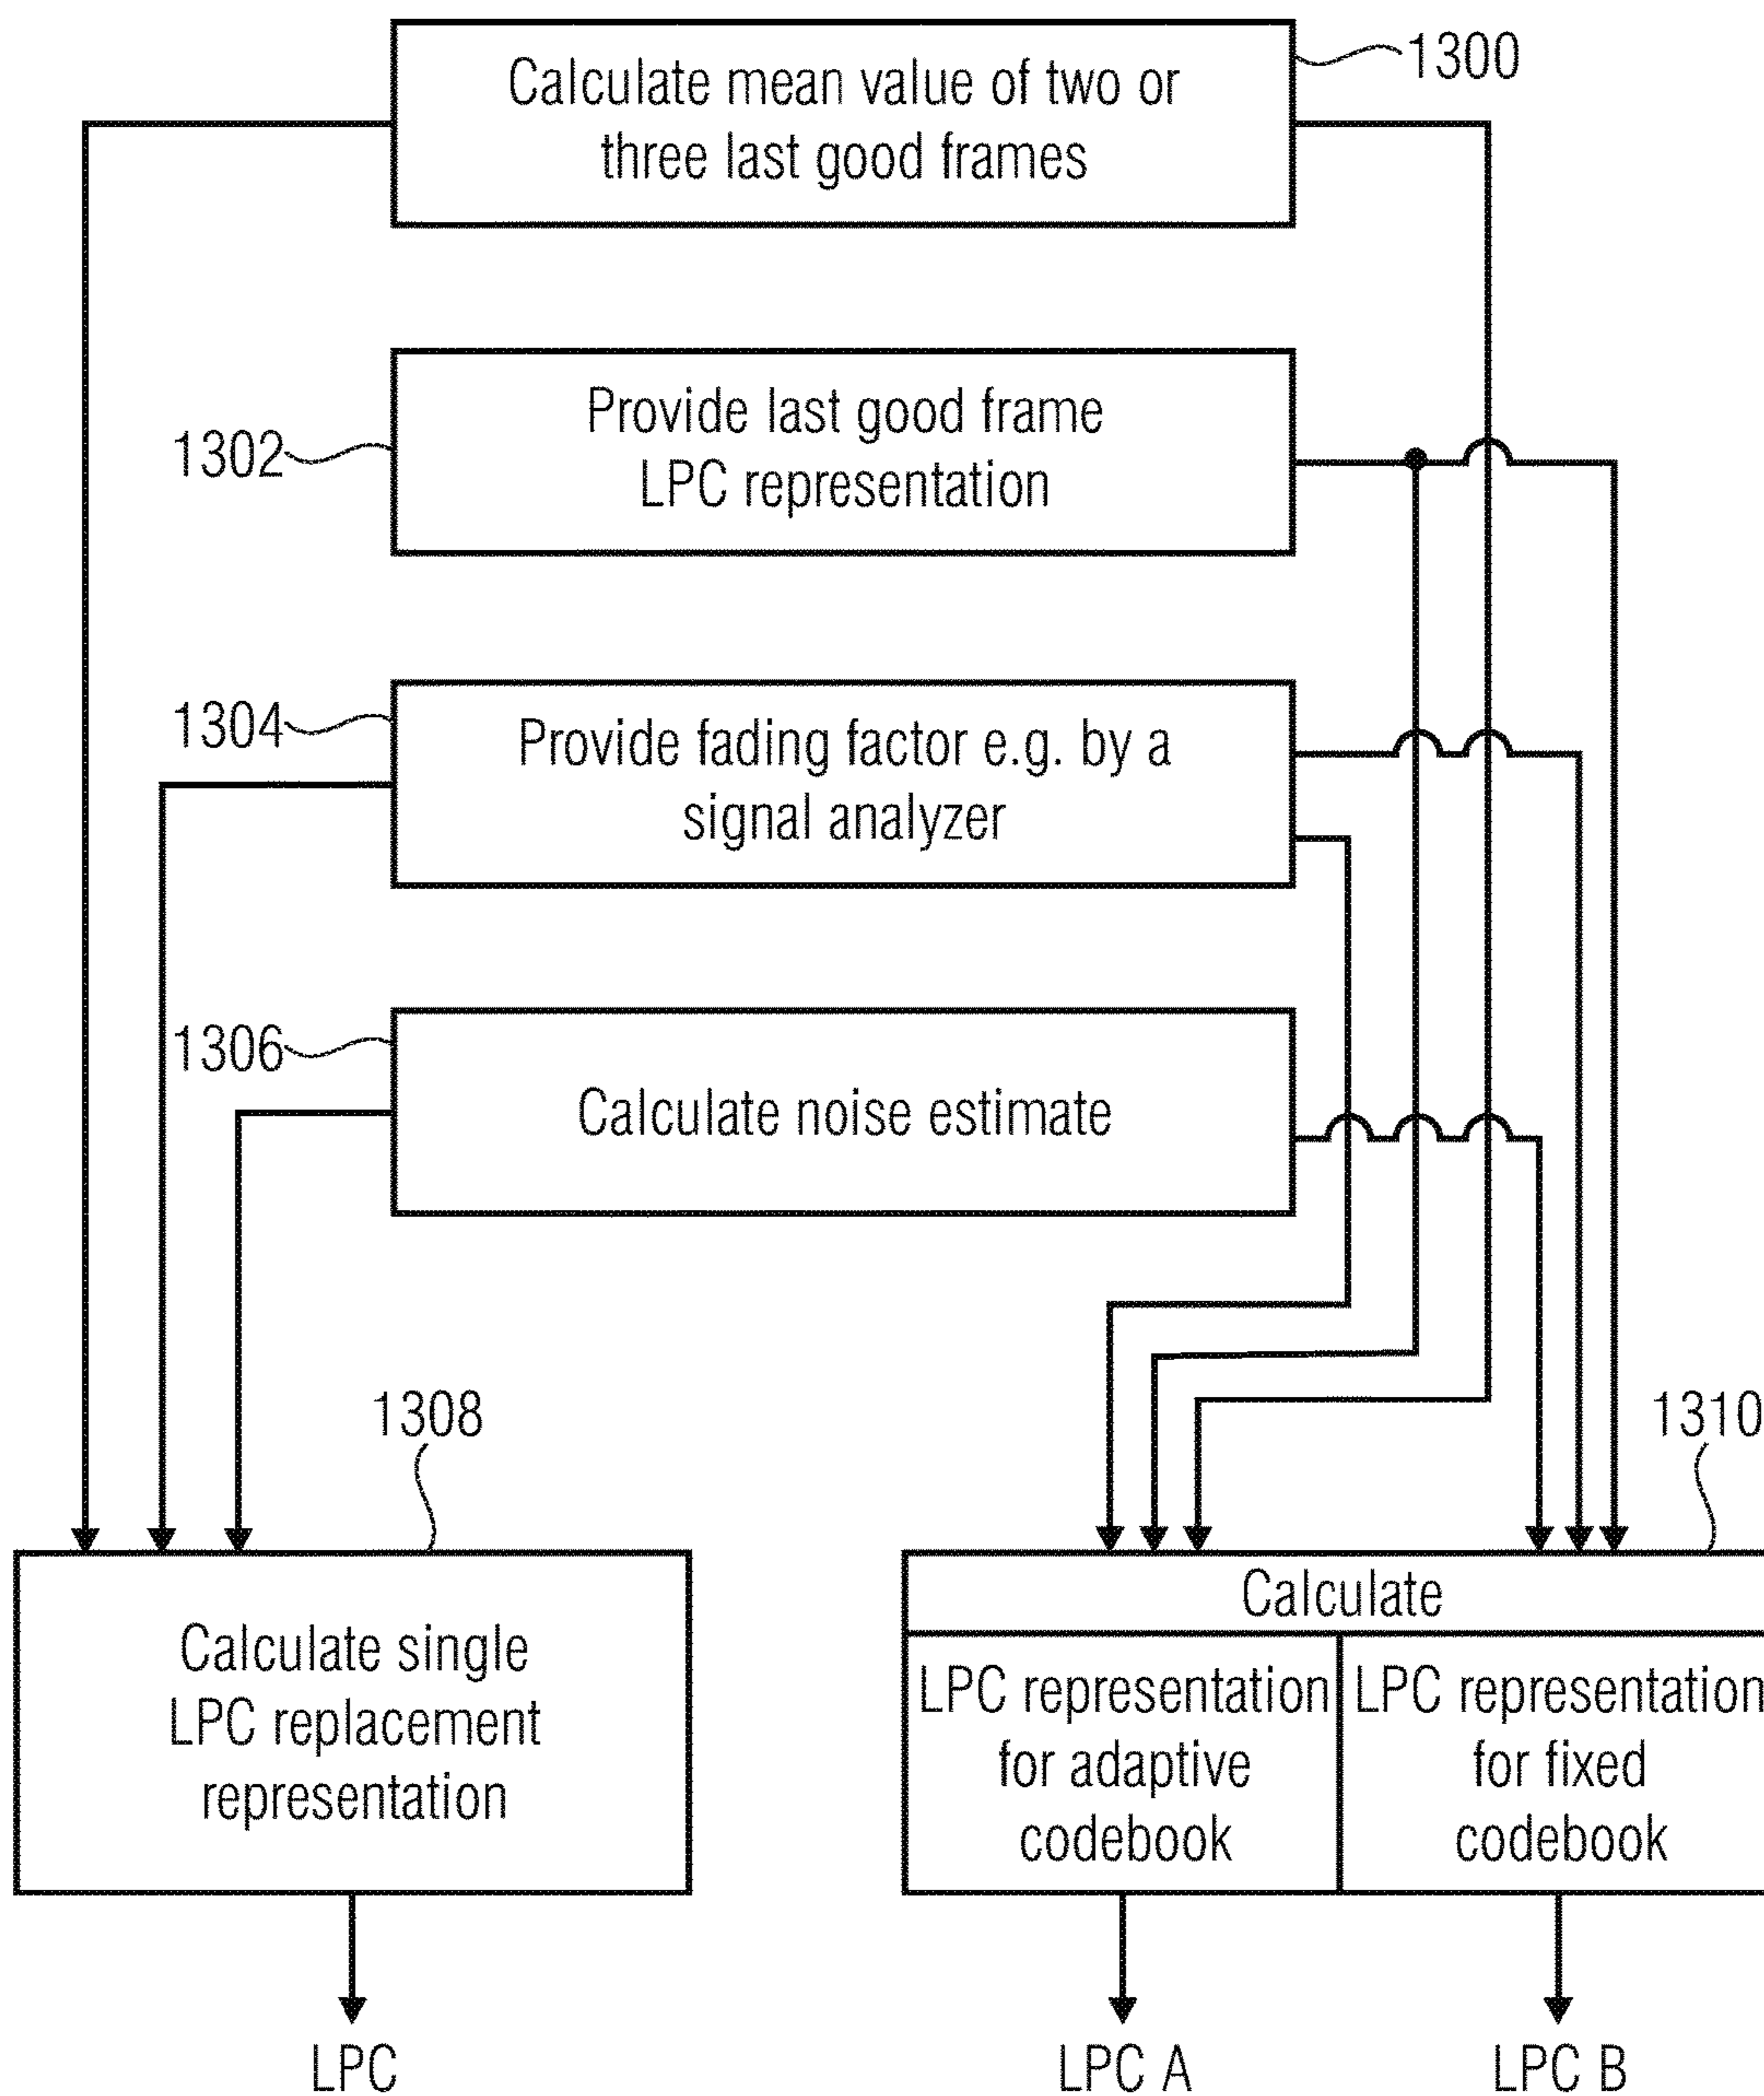 Calculate mean value of two or
three last good frames
1300
Provide last good frame
LPC representation
1302
1304
Provide fading factor e.g. by a
signal analyzer
1306
Calculate noise estimate
1308
1310
Calculate single
LPC replacement
representation
Calculate
LPC representation
for adaptive
codebook
LPC representation
for fixed
codebook
LPC
LPC A
LPC B